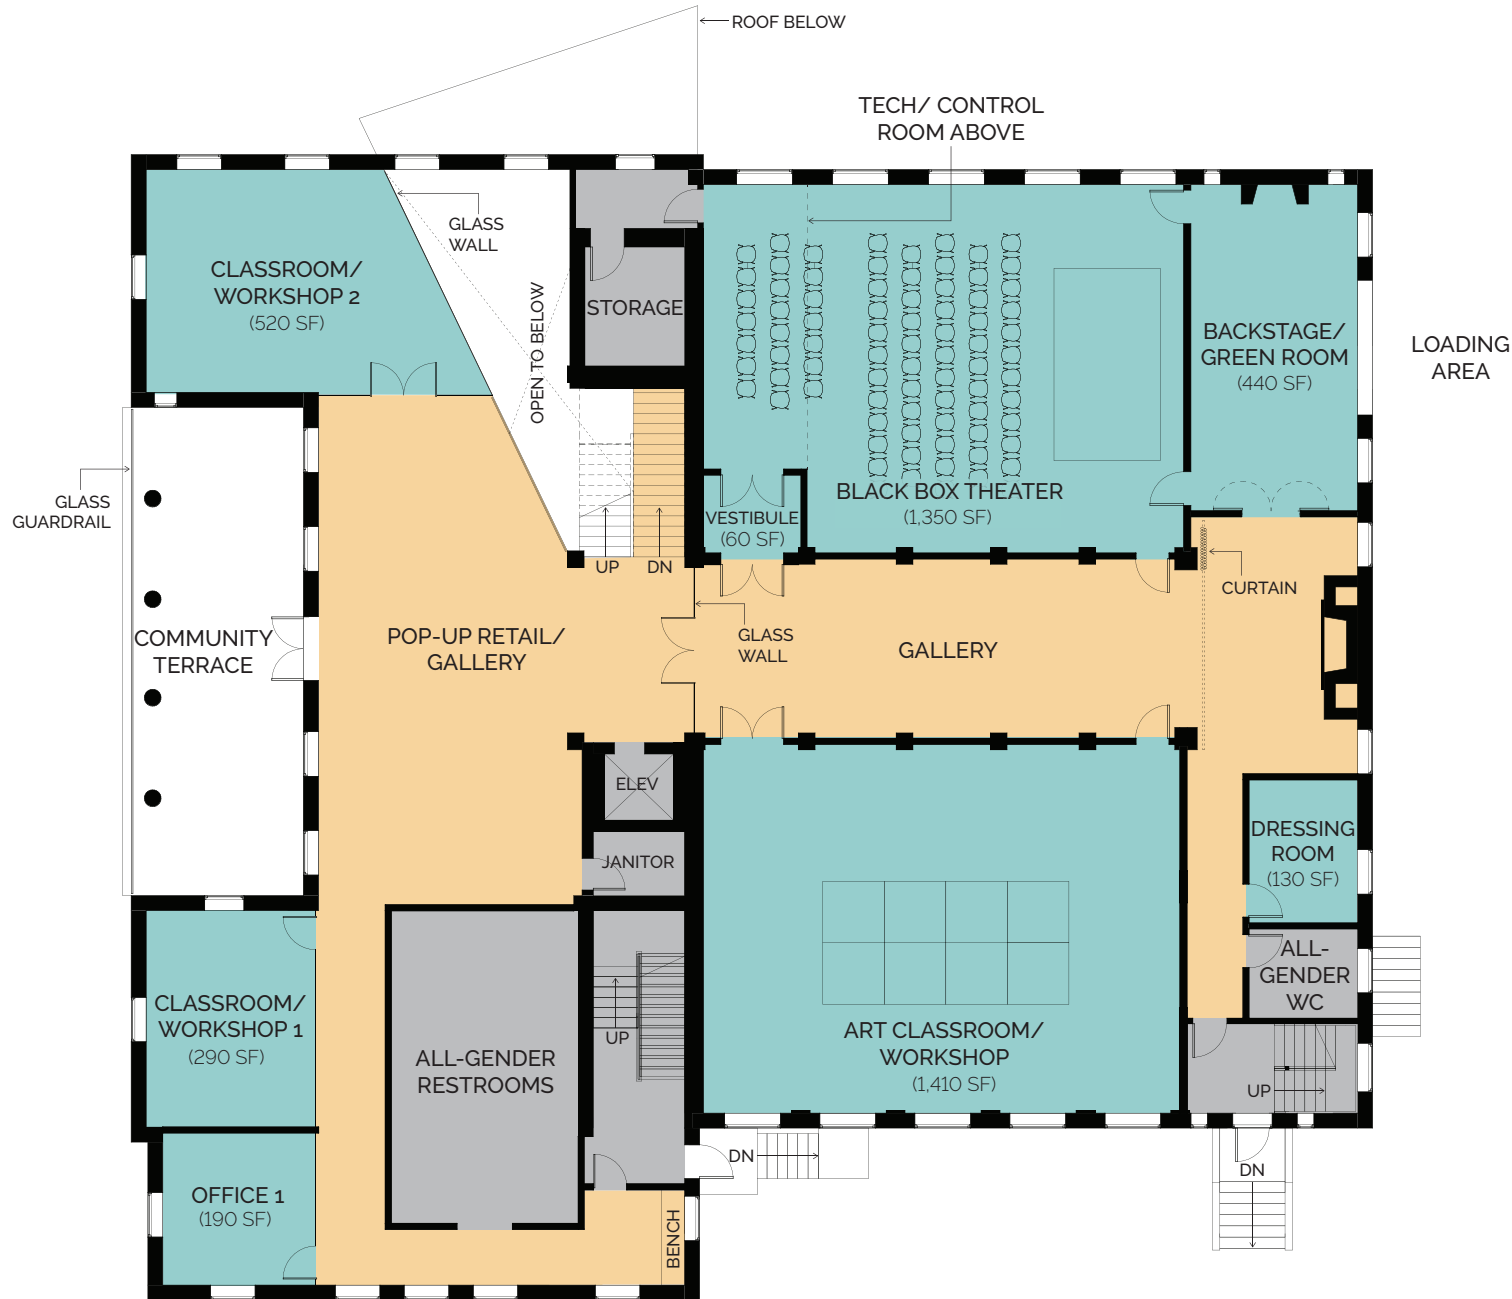 ROOF BELOW
TECH/ CONTROL
ROOM ABOVE
GLASS
WALL
CLASSROOM/
WORKSHOP 2
(520 SF)
OPEN TO BELOW
STORAGE
BACKSTAGE/
GREEN ROOM
(440 SF)
LOADING
AREA
GLASS
GUARDRAIL
BLACK BOX THEATER
(1,350 SF)
VESTIBULE
(60 SF)
UP
DN
CURTAIN
COMMUNITY
TERRACE
POP-UP RETAIL/
GALLERY
GLASS
WALL
GALLERY
ELEV
JANITOR
DRESSING
ROOM
(130 SF)
ALL-
GENDER
WC
CLASSROOM/
WORKSHOP 1
(290 SF)
ALL-GENDER
RESTROOMS
UP
ART CLASSROOM/
WORKSHOP
(1,410 SF)
UP
DN
DN
OFFICE 1
(190 SF)
BENCH